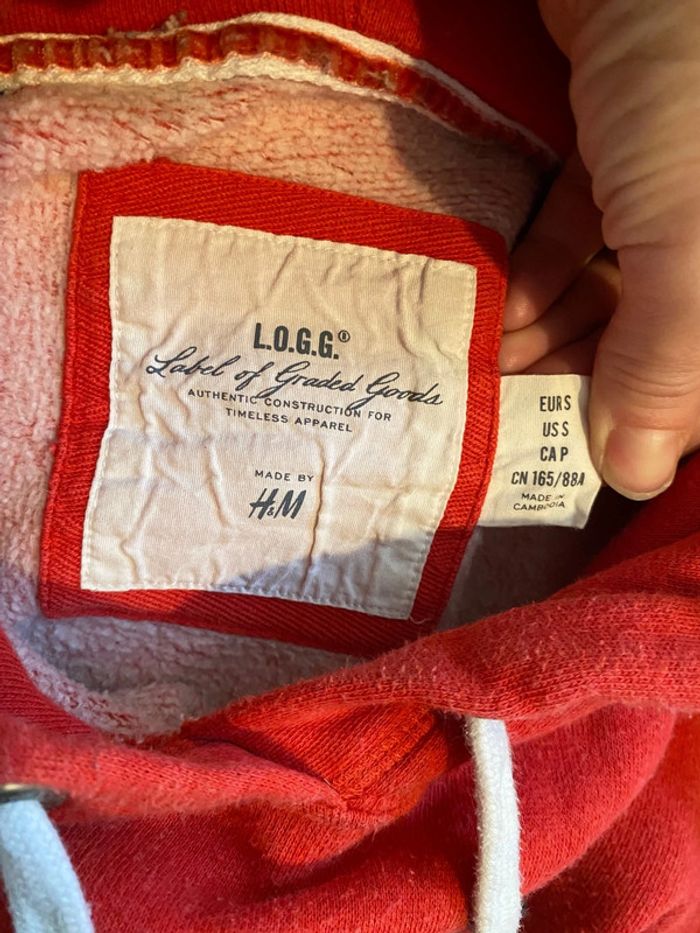 L.O.G.G.®
Label of Graded Goods
AUTHENTIC CONSTRUCTION FOR
TIMELESS APPAREL
MADE BY
H&M
EUR S
US S
CA P
CN 165/88A
MADE IN
CAMBODIA